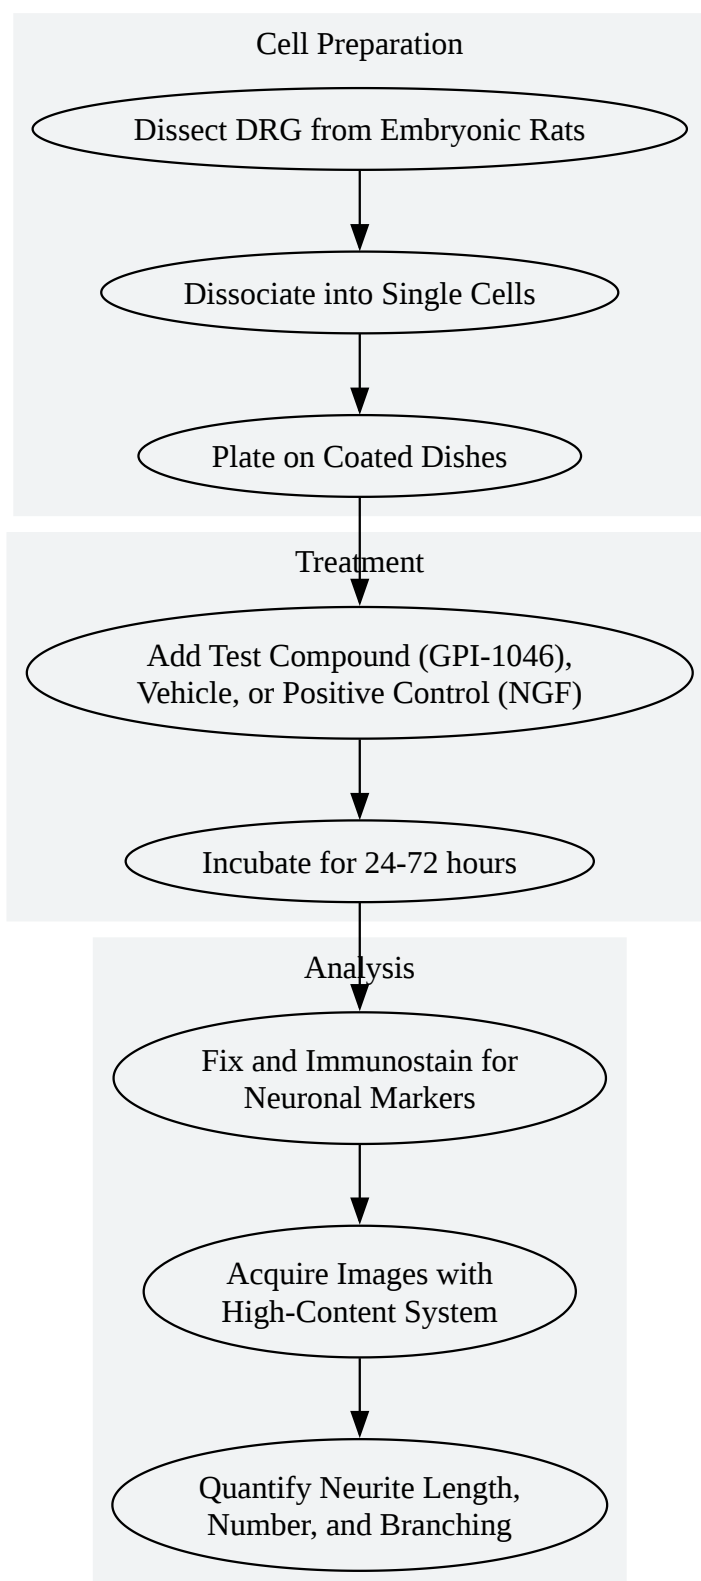 Cell Preparation
Dissect DRG from Embryonic Rats
Dissociate into Single Cells
Plate on Coated Dishes
Treatment
Add Test Compound (GPI-1046),
Vehicle, or Positive Control (NGF)
Incubate for 24-72 hours
Analysis
Fix and Immunostain for
Neuronal Markers
Acquire Images with
High-Content System
Quantify Neurite Length,
Number, and Branching